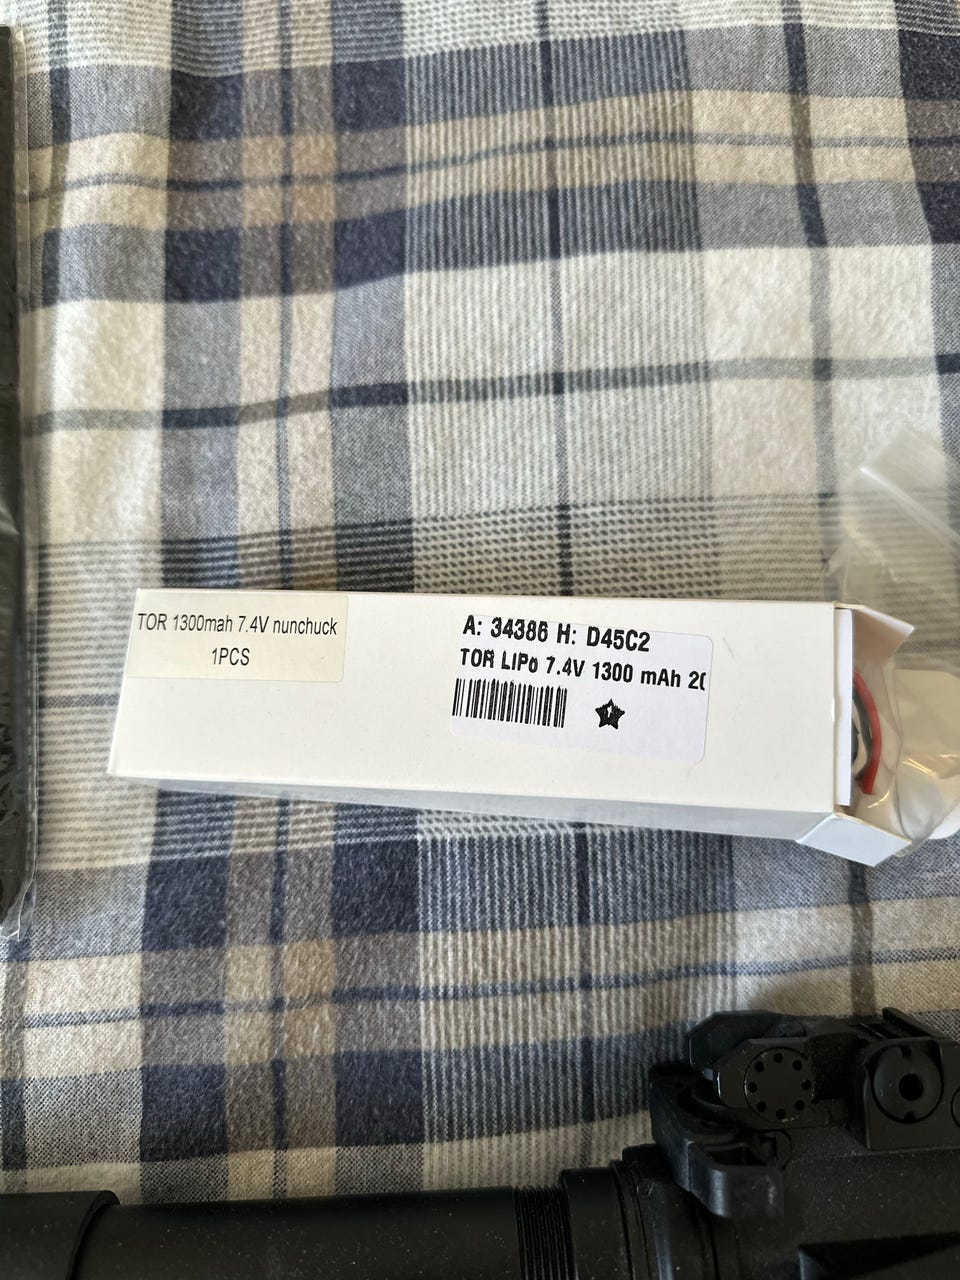 TOR 1300mah 7.4V nunchuck
1PCS
A: 34386 H: D45C2
TOR LIPo 7.4V 1300 mAh